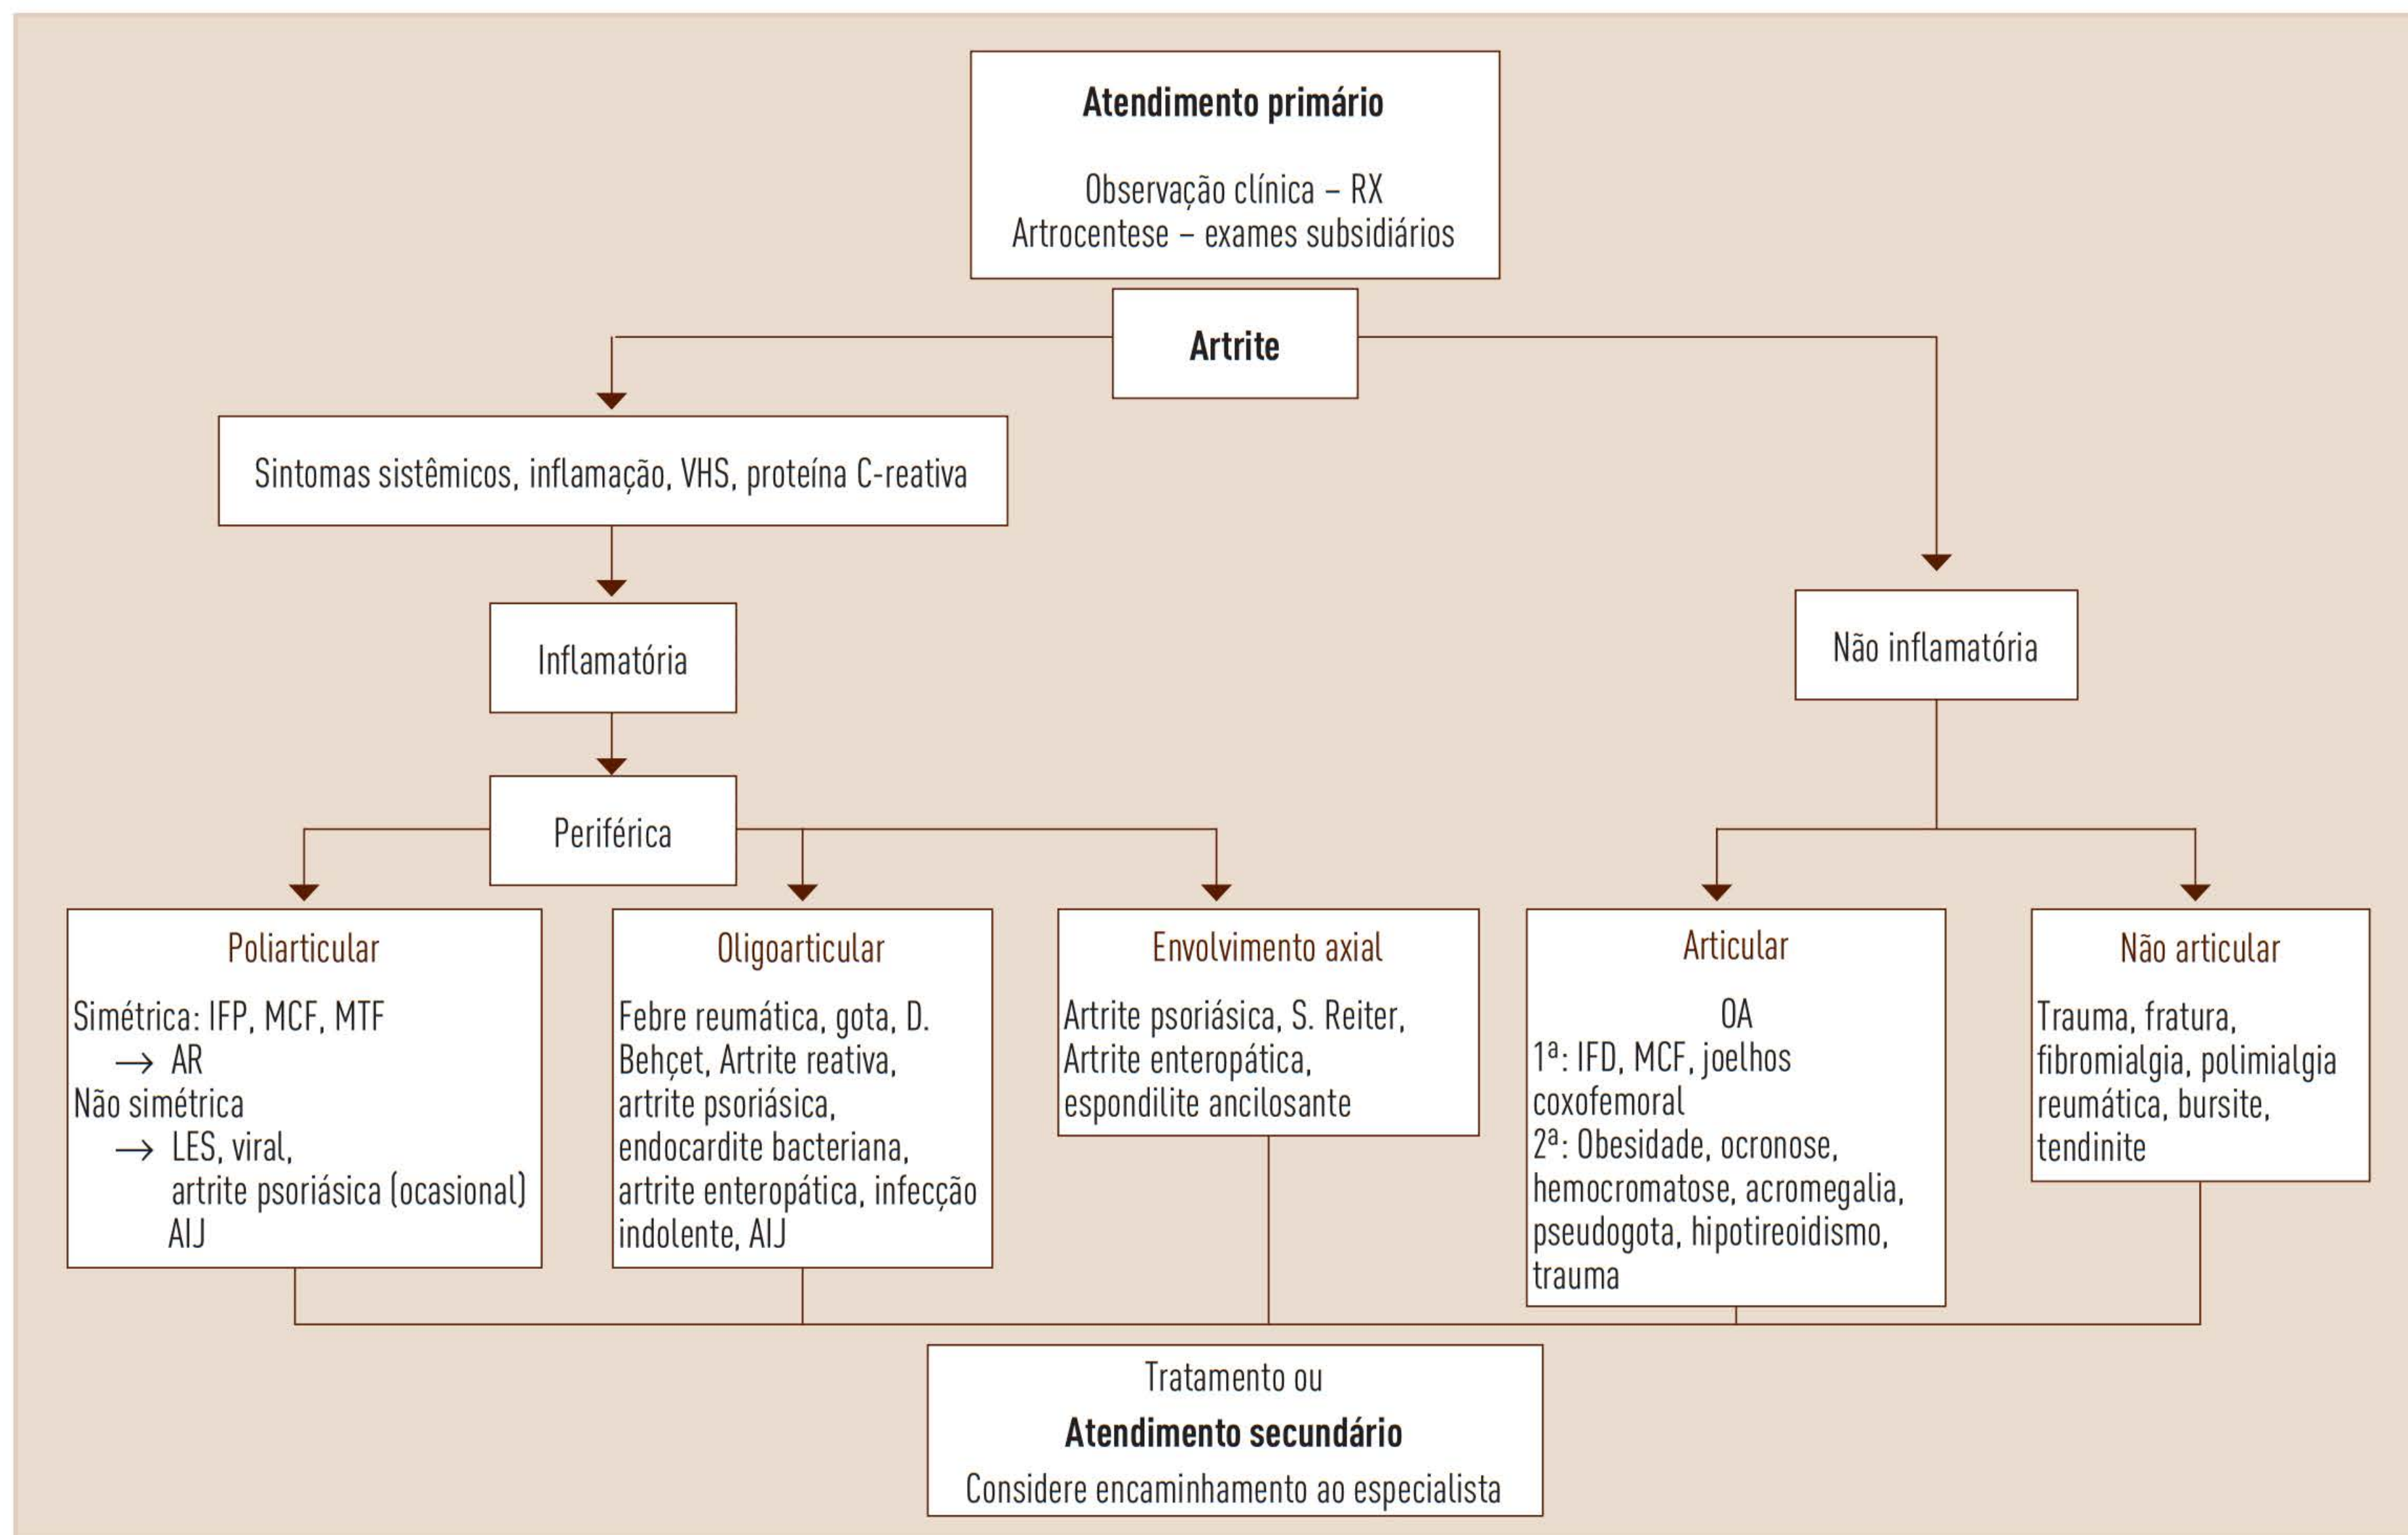 Atendimento primário
Observação clínica – RX
Artrocentese – exames subsidiários
Artrite
Sintomas sistêmicos, inflamação, VHS, proteína C-reativa
Inflamatória
Não inflamatória
Periférica
Poliarticular
Simétrica: IFP, MCF, MTF
→ AR
Não simétrica
→ LES, viral,
artrite psoriásica (ocasional)
AIJ
Oligoarticular
Febre reumática, gota, D.
Behçet, Artrite reativa,
artrite psoriásica,
endocardite bacteriana,
artrite enteropática, infecção
indolente, AIJ
Envolvimento axial
Artrite psoriásica, S. Reiter,
Artrite enteropática,
espondilite ancilosante
Articular
OA
1ª: IFD, MCF, joelhos
coxofemoral
2ª: Obesidade, ocronose,
hemocromatose, acromegalia,
pseudogota, hipotireoidismo,
trauma
Não articular
Trauma, fratura,
fibromialgia, polimialgia
reumática, bursite,
tendinite
Tratamento ou
Atendimento secundário
Considere encaminhamento ao especialista